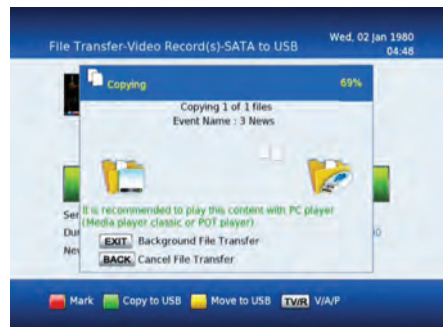 File Transfer-Video Record(s)-SATA to USB
Wed, 02 Jan 1980
04:48
Copying
69%
Copying 1 of 1 files
Event Name : 3 News
It is recommended to play this content with PC player
(Media player classic or POT player)
Ser
Dur
EXIT Background File Transfer
BACK Cancel File Transfer
Mark Copy to USB Move to USB TV/R V/A/P